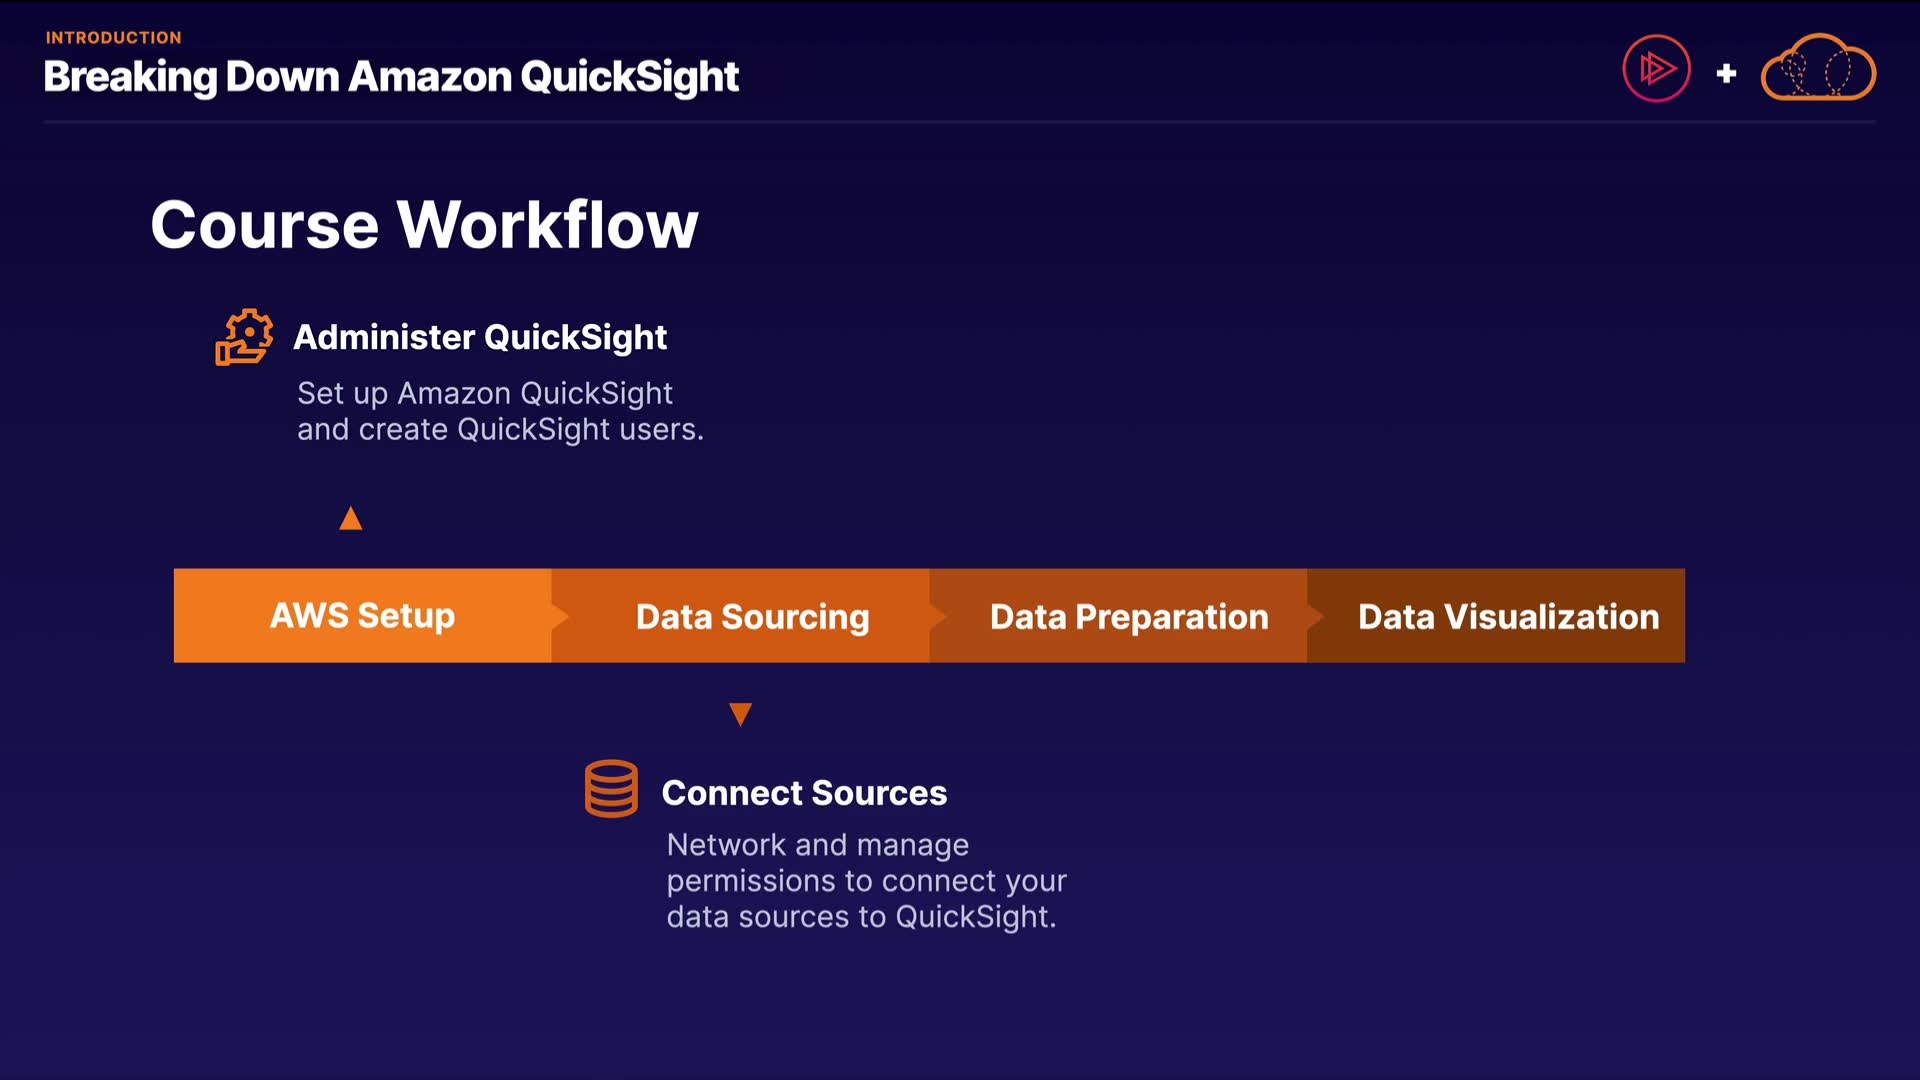 INTRODUCTION
Breaking Down Amazon QuickSight
+
Course Workflow
Administer QuickSight
Set up Amazon QuickSight
and create QuickSight users.
AWS Setup
Data Sourcing
Data Preparation
Data Visualization
Connect Sources
Network and manage
permissions to connect your
data sources to QuickSight.